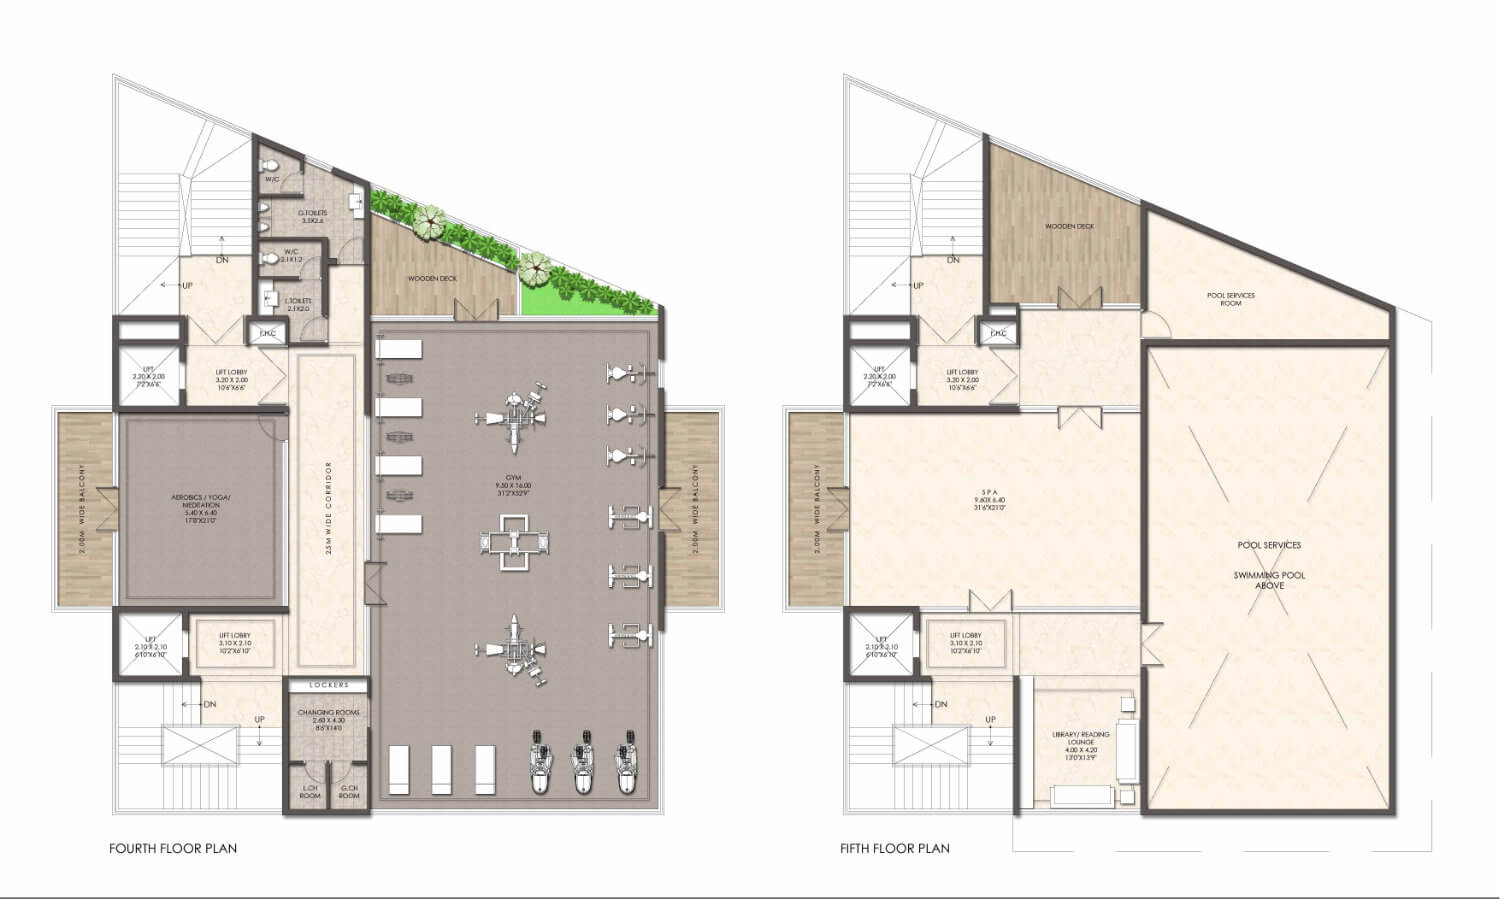 W/C
G.TOILETS
3.5X2.6
W/C
2.1X1.2
L.TOILETS
2.1X2.0
DN
UP
F.H.C
WOODEN DECK
LIFT
2.20 X 2.00
7'2"X6'6"
LIFT LOBBY
3.20 X 2.00
10'6"X6'6"
2.00M WIDE BALCONY
AEROBICS / YOGA/
MEDITATION
5.40 X 6.40
17'8"X21'0"
2.5M WIDE CORRIDOR
GYM
9.50 X 16.00
31'2"X52'9"
2.00M WIDE BALCONY
LIFT
2.10 X 2.10
6'10"X6'10"
LIFT LOBBY
3.10 X 2.10
10'2"X6'10"
LOCKERS
DN
UP
CHANGING ROOMS
2.60 X 4.30
8'6"X14'0
L.CH
ROOM
G.CH
ROOM
FOURTH FLOOR PLAN
WOODEN DECK
DN
UP
POOL SERVICES
ROOM
F.H.C
LIFT
2.20 X 2.00
7'2"X6'6"
LIFT LOBBY
3.20 X 2.00
10'6"X6'6"
2.00M WIDE BALCONY
S P A
9.60X 6.40
31'6"X21'0"
POOL SERVICES
SWIMMING POOL
ABOVE
LIFT
2.10 X 2.10
6'10"X6'10"
LIFT LOBBY
3.10 X 2.10
10'2"X6'10"
DN
UP
LIBRARY/ READING
LOUNGE
4.00 X 4.20
13'0"X13'9"
FIFTH FLOOR PLAN